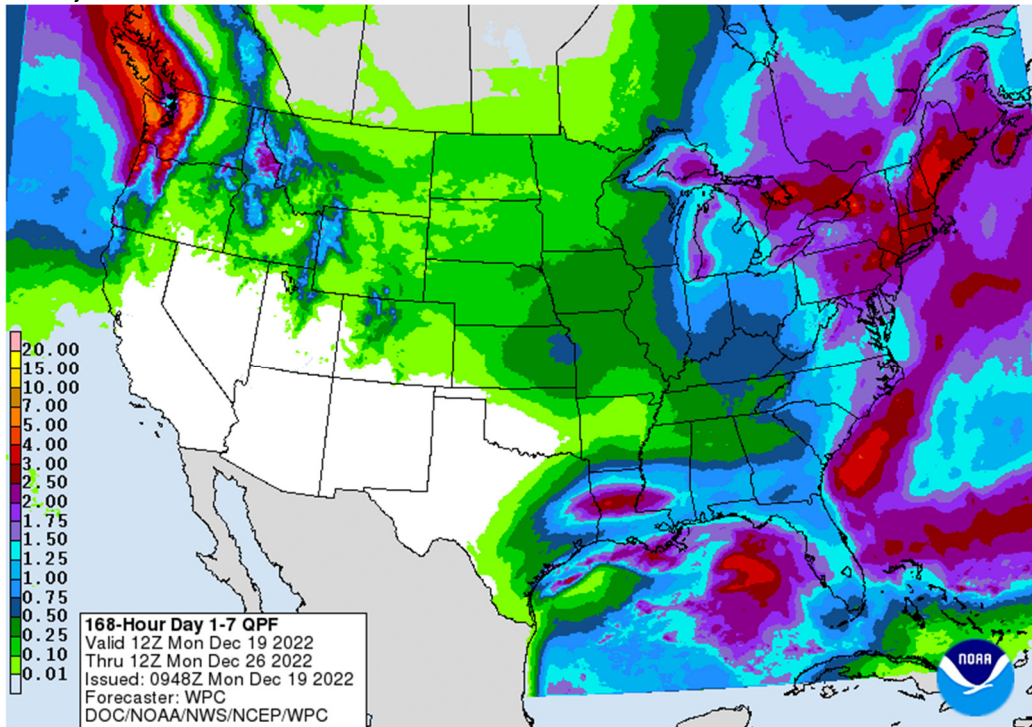 20.00
15.00
10.00
7.00
5.00
4.00
3.00
2.50
2.00
1.75
1.50
1.25
1.00
0.75
0.50
0.25
0.10
0.01
168-Hour Day 1-7 QPF
Valid 12Z Mon Dec 19 2022
Thru 12Z Mon Dec 26 2022
Issued: 0948Z Mon Dec 19 2022
Forecaster: WPC
DOC/NOAA/NWS/NCEP/WPC
NOAA